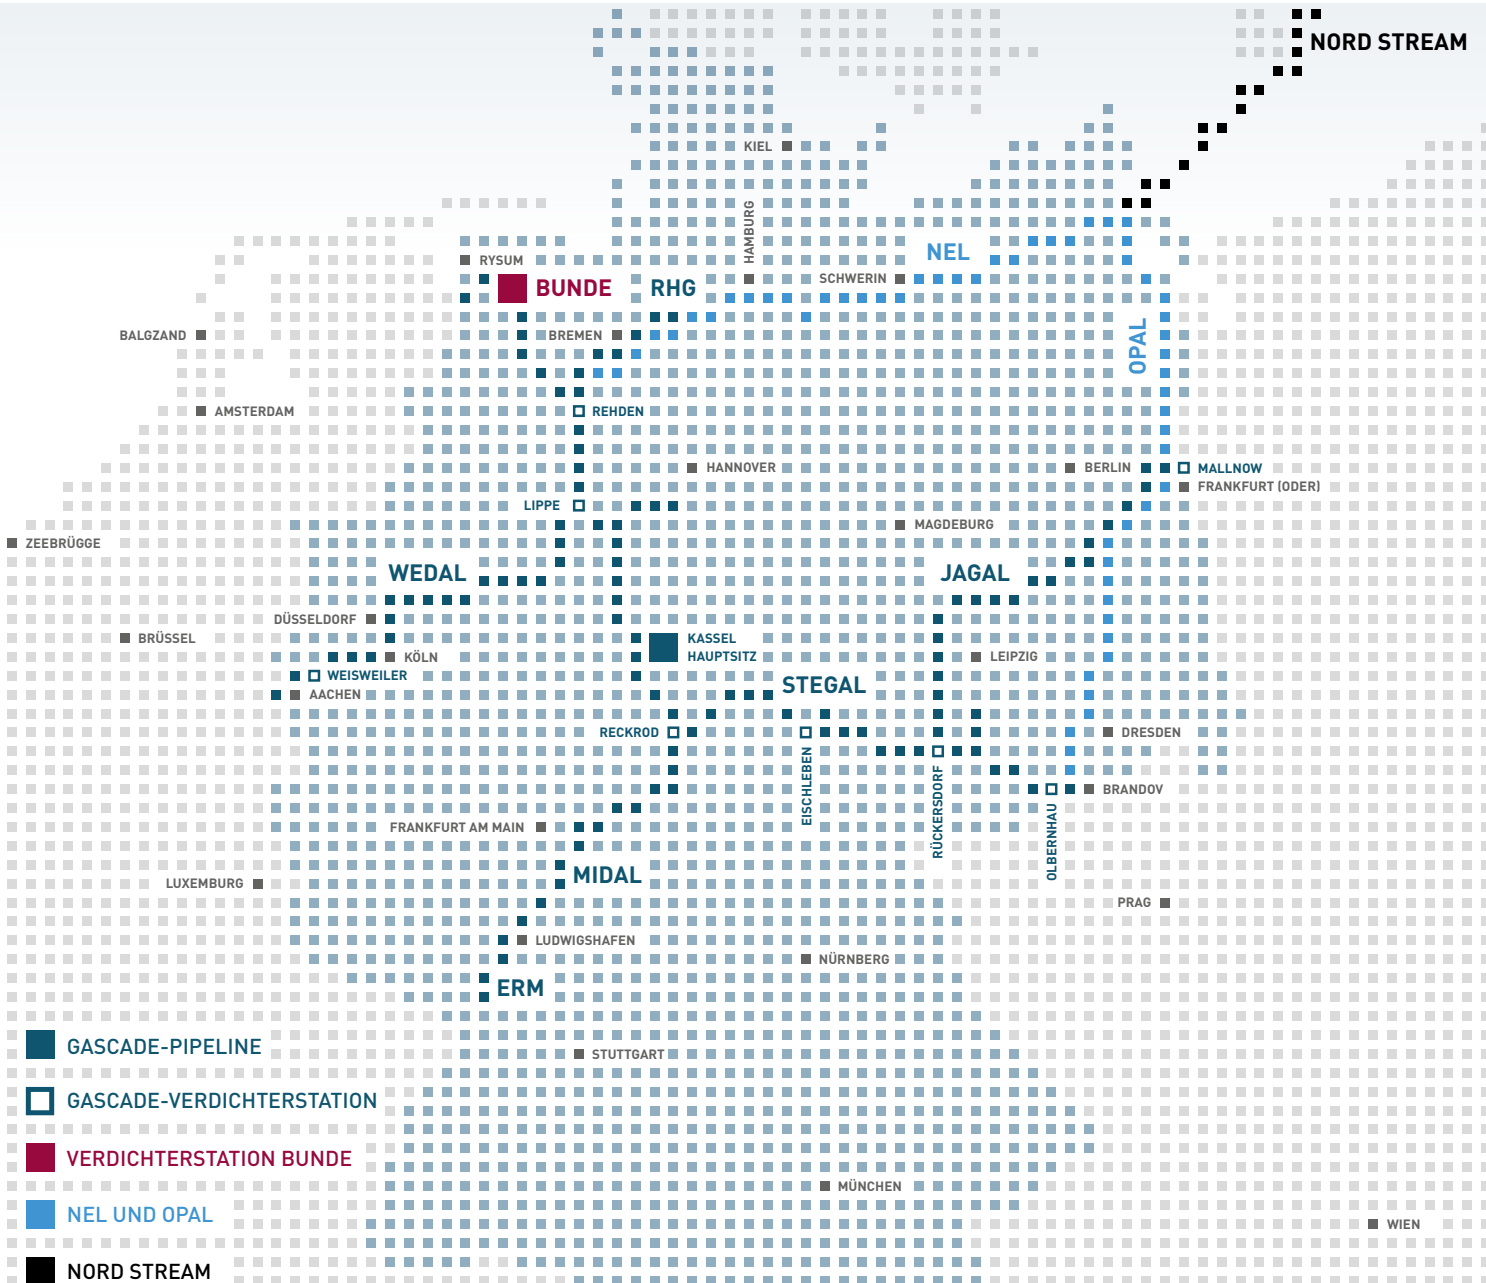 NORD STREAM
KIEL
HAMBURG
NEL
RYSUM
SCHWERIN
BUNDE
RHG
BALGZAND
BREMEN
OPAL
AMSTERDAM
REHDEN
HANNOVER
BERLIN
MALLNOW
FRANKFURT (ODER)
LIPPE
MAGDEBURG
ZEEBRÜGGE
WEDAL
JAGAL
DÜSSELDORF
BRÜSSEL
KASSEL
HAUPTSITZ
KÖLN
LEIPZIG
WEISWEILER
STEGAL
AACHEN
RECKROD
DRESDEN
EISCHLEBEN
RÜCKERSDORF
BRANDOV
OLBERNHAU
FRANKFURT AM MAIN
MIDAL
LUXEMBURG
PRAG
LUDWIGSHAFEN
NÜRNBERG
ERM
GASCADE-PIPELINE
STUTTGART
GASCADE-VERDICHTERSTATION
VERDICHTERSTATION BUNDE
MÜNCHEN
NEL UND OPAL
WIEN
NORD STREAM